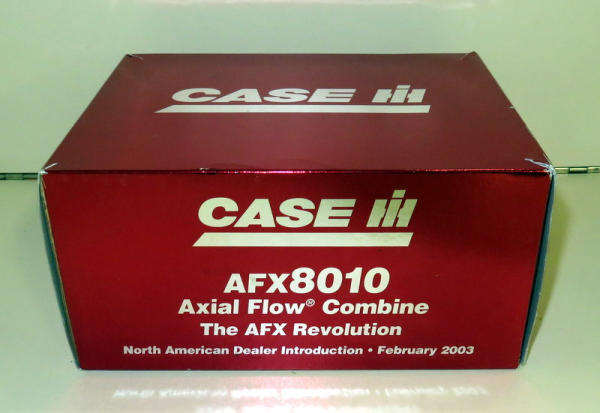 CASE IH
CASE IH
AFX8010
Axial Flow® Combine
The AFX Revolution
North American Dealer Introduction • February 2003